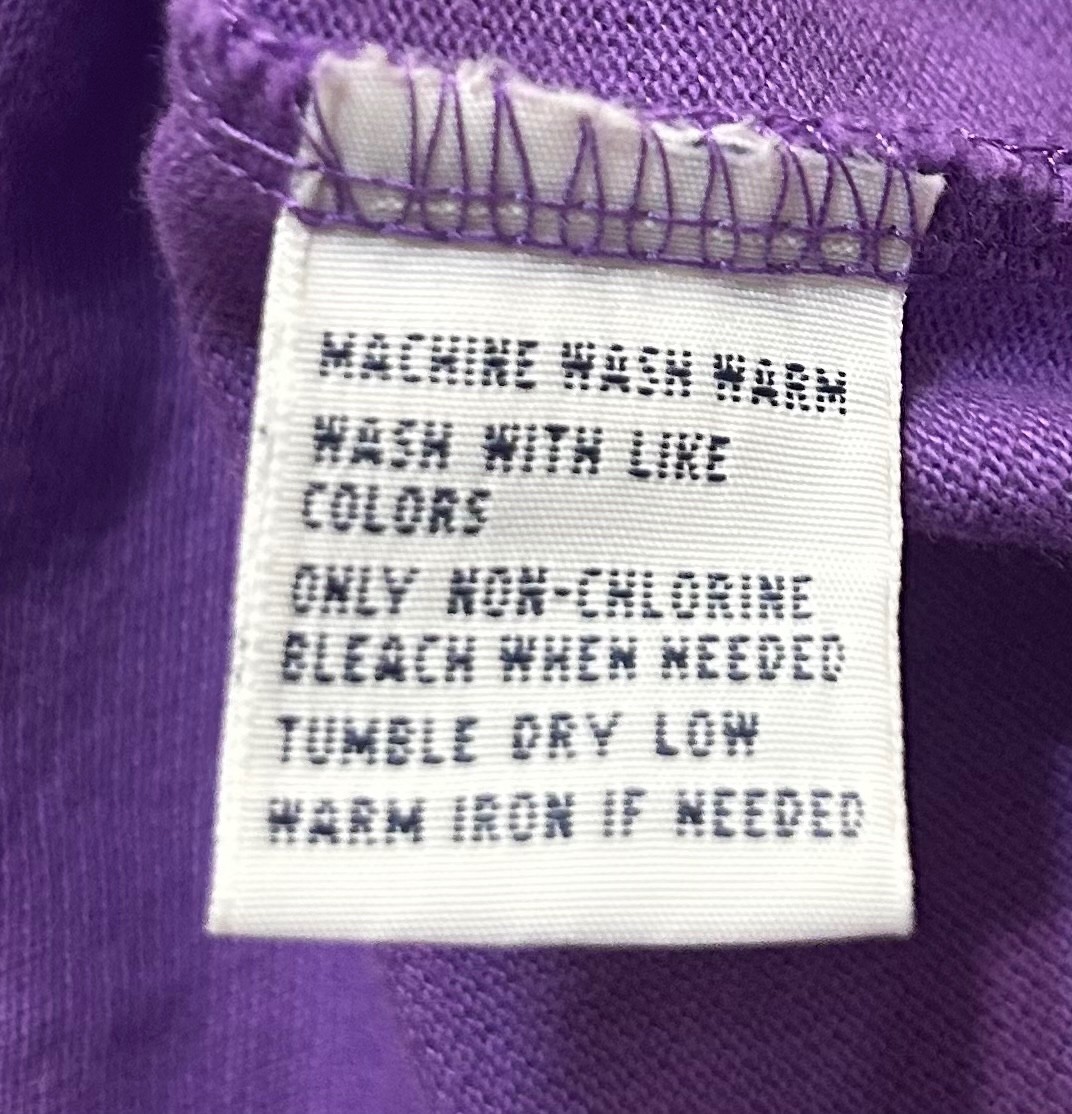 MACHINE WASH WARM
WASH WITH LIKE
COLORS
ONLY NON-CHLORINE
BLEACH WHEN NEEDED
TUMBLE DRY LOW
WARM IRON IF NEEDED